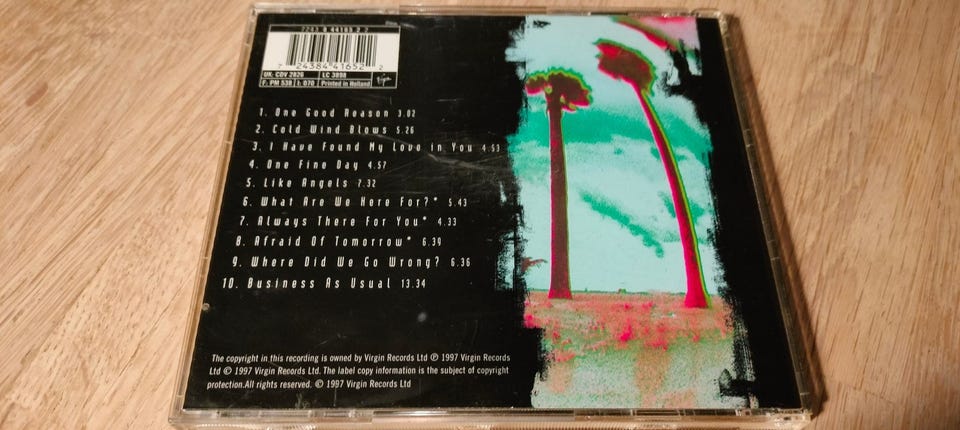 7243 8 44165 2 2
7 24384 41652 2
UK: CDV 2826 LC 3098
F: PM 530 I: 070 Printed in Holland
Virgin
1. One Good Reason 3.02
2. Cold Wind Blows 5.26
3. I Have Found My Love in You 4.53
4. One Fine Day 4.57
5. Like Angels 7.32
6. What Are We Here For?* 5.43
7. Always There For You* 4.33
8. Afraid Of Tomorrow* 6.39
9. Where Did We Go Wrong? 6.36
10. Business As Usual 13.34
The copyright in this recording is owned by Virgin Records Ltd ℗ 1997 Virgin Records
Ltd © 1997 Virgin Records Ltd. The label copy information is the subject of copyright
protection.All rights reserved. © 1997 Virgin Records Ltd